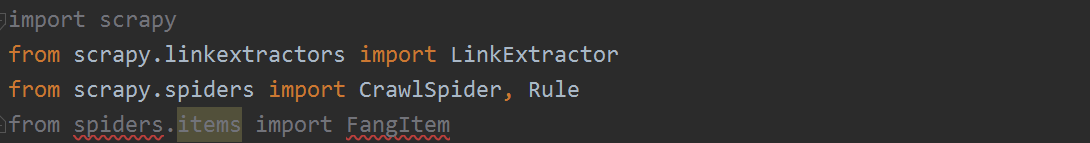 import scrapy
from scrapy.linkextractors import LinkExtractor
from scrapy.spiders import CrawlSpider, Rule
from spiders.items import FangItem